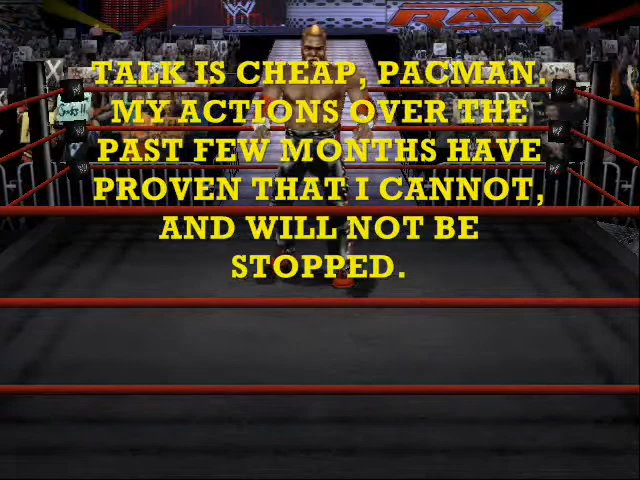 RAW
TALK IS CHEAP, PACMAN.
MY ACTIONS OVER THE
PAST FEW MONTHS HAVE
PROVEN THAT I CANNOT,
AND WILL NOT BE
STOPPED.